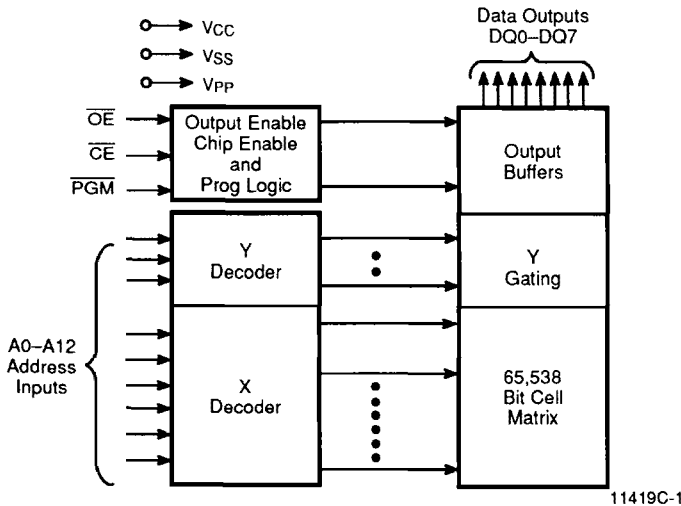 VCC
VSS
VPP
Data Outputs
DQ0–DQ7
OE
CE
PGM
Output Enable
Chip Enable
and
Prog Logic
Output
Buffers
Y
Decoder
Y
Gating
A0–A12
Address
Inputs
X
Decoder
65,538
Bit Cell
Matrix
11419C-1